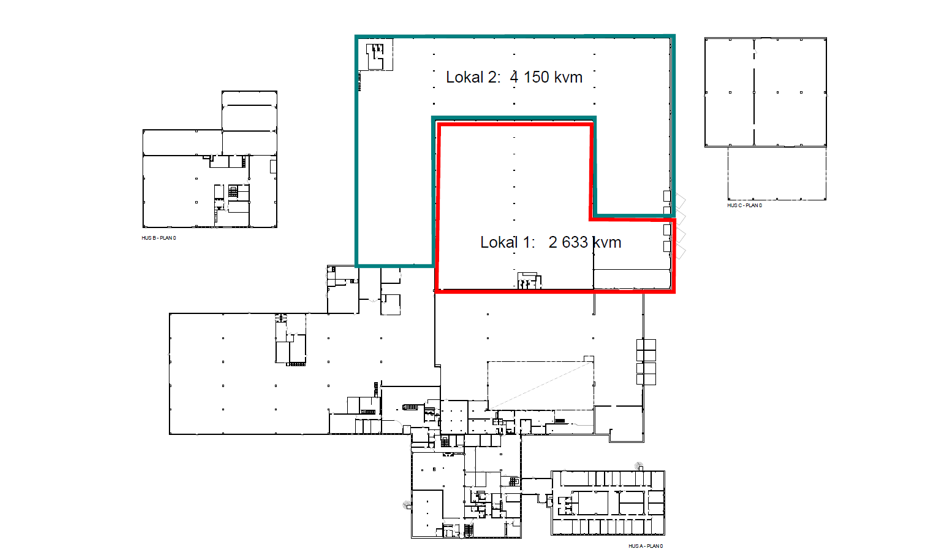 Lokal 2: 4 150 kvm
HUS C - PLAN 0
HUS B - PLAN 0
Lokal 1: 2 633 kvm
HUS A - PLAN 0